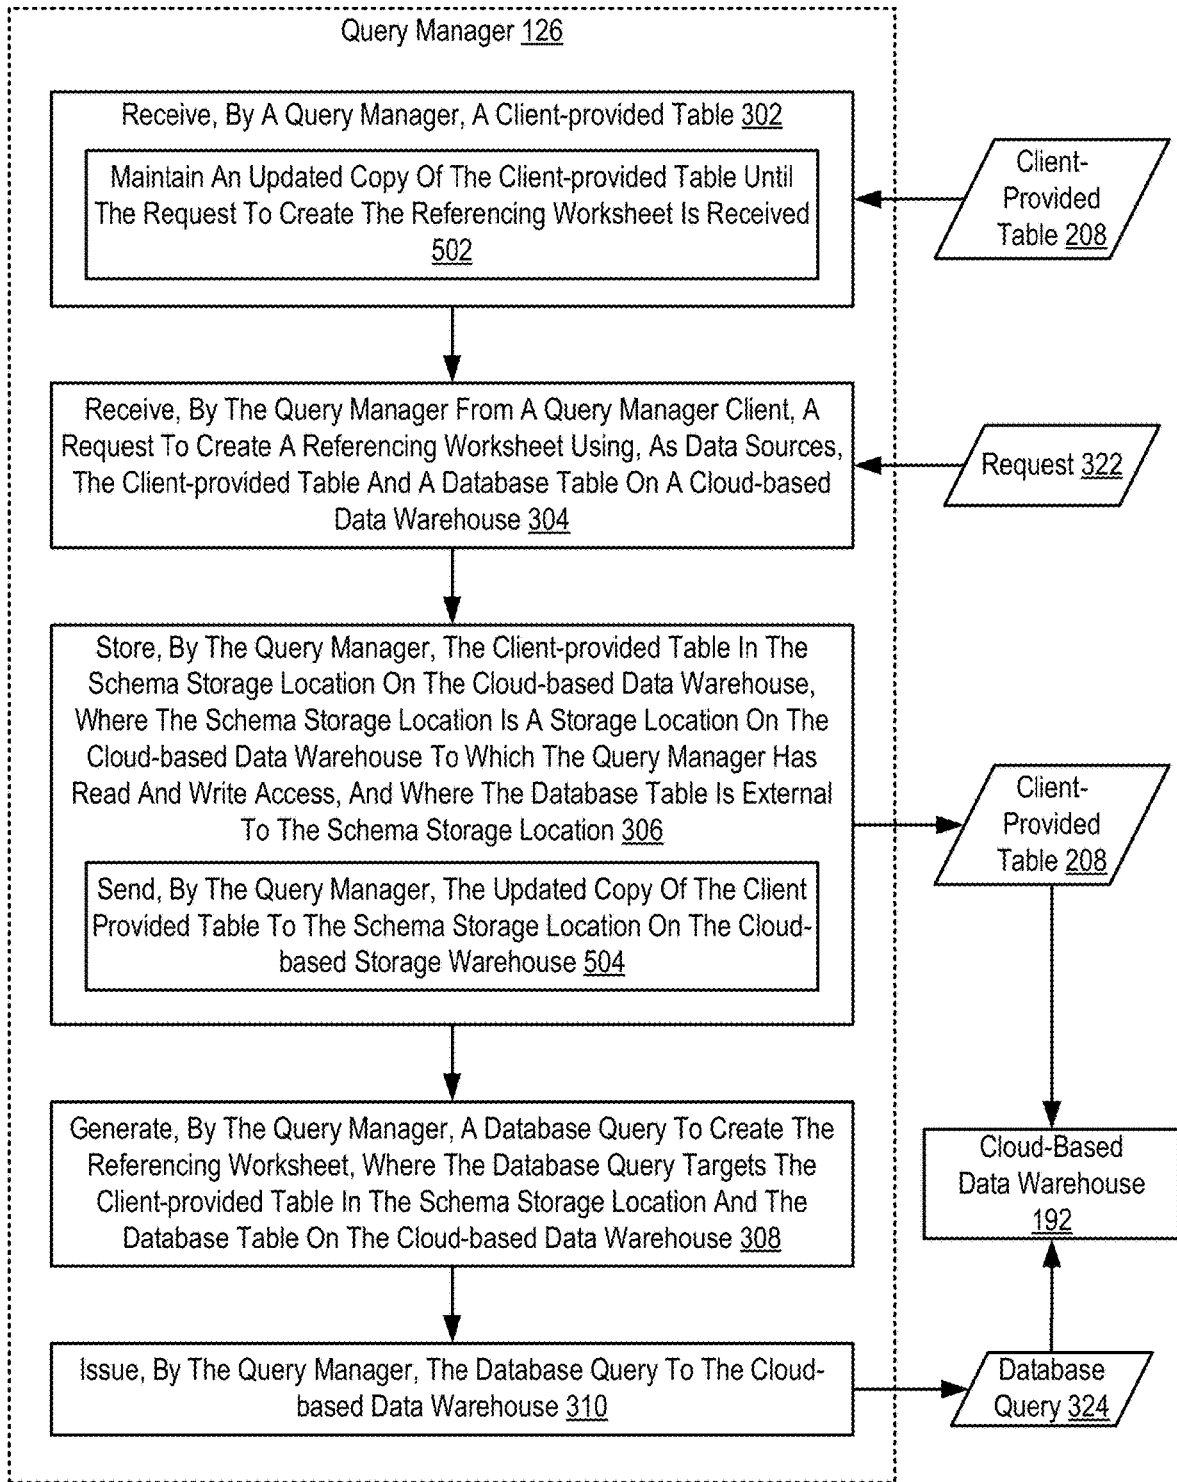 Query Manager 126
Receive, By A Query Manager, A Client-provided Table 302
Maintain An Updated Copy Of The Client-provided Table Until
The Request To Create The Referencing Worksheet Is Received
502
Client-
Provided
Table 208
Receive, By The Query Manager From A Query Manager Client, A
Request To Create A Referencing Worksheet Using, As Data Sources,
The Client-provided Table And A Database Table On A Cloud-based
Data Warehouse 304
Request 322
Store, By The Query Manager, The Client-provided Table In The
Schema Storage Location On The Cloud-based Data Warehouse,
Where The Schema Storage Location Is A Storage Location On The
Cloud-based Data Warehouse To Which The Query Manager Has
Read And Write Access, And Where The Database Table Is External
To The Schema Storage Location 306
Send, By The Query Manager, The Updated Copy Of The Client
Provided Table To The Schema Storage Location On The Cloud-
based Storage Warehouse 504
Client-
Provided
Table 208
Generate, By The Query Manager, A Database Query To Create The
Referencing Worksheet, Where The Database Query Targets The
Client-provided Table In The Schema Storage Location And The
Database Table On The Cloud-based Data Warehouse 308
Cloud-Based
Data Warehouse
192
Issue, By The Query Manager, The Database Query To The Cloud-
based Data Warehouse 310
Database
Query 324